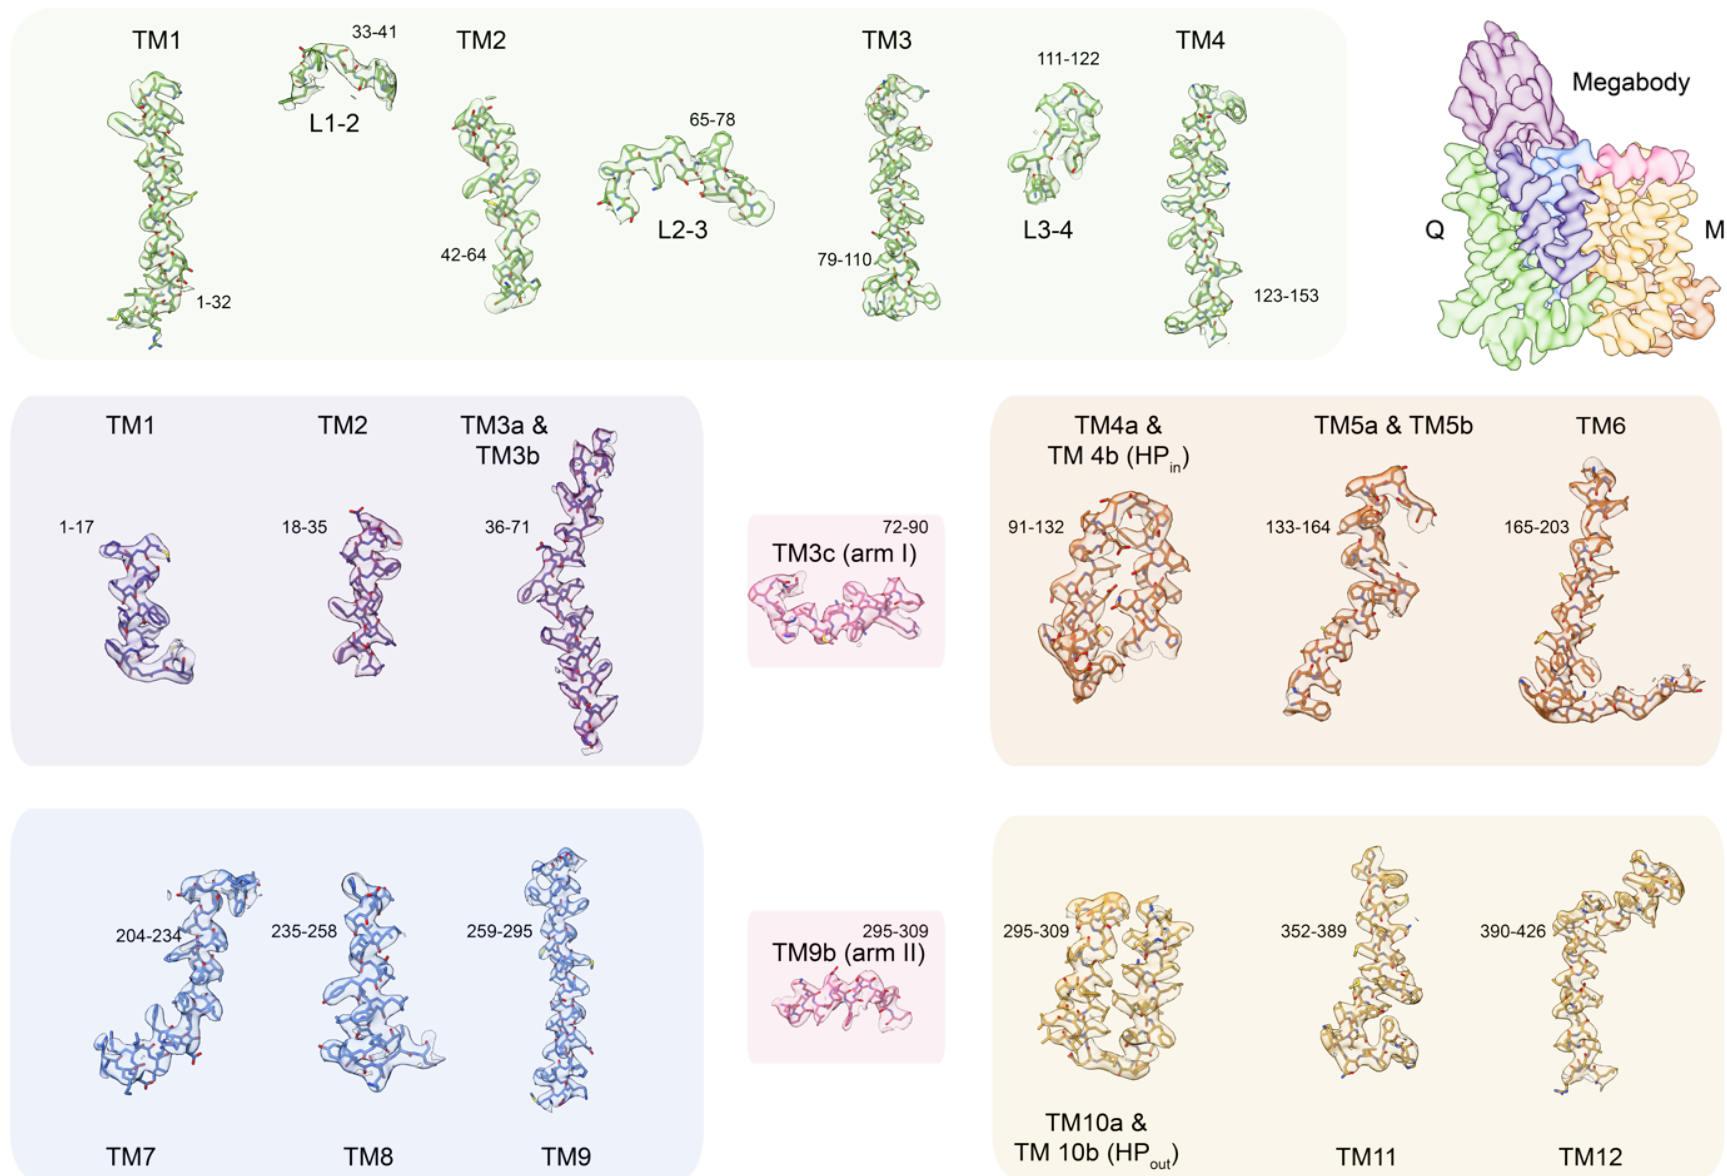 TM1
33-41
L1-2
1-32
TM2
42-64
65-78
L2-3
TM3
79-110
111-122
L3-4
TM4
123-153
Megabody
Q
M
TM1
1-17
TM2
18-35
TM3a &
TM3b
36-71
72-90
TM3c (arm I)
TM4a &
TM 4b (HPin)
91-132
TM5a & TM5b
133-164
TM6
165-203
204-234
TM7
235-258
TM8
259-295
TM9
295-309
TM9b (arm II)
295-309
TM10a &
TM 10b (HPout)
352-389
TM11
390-426
TM12